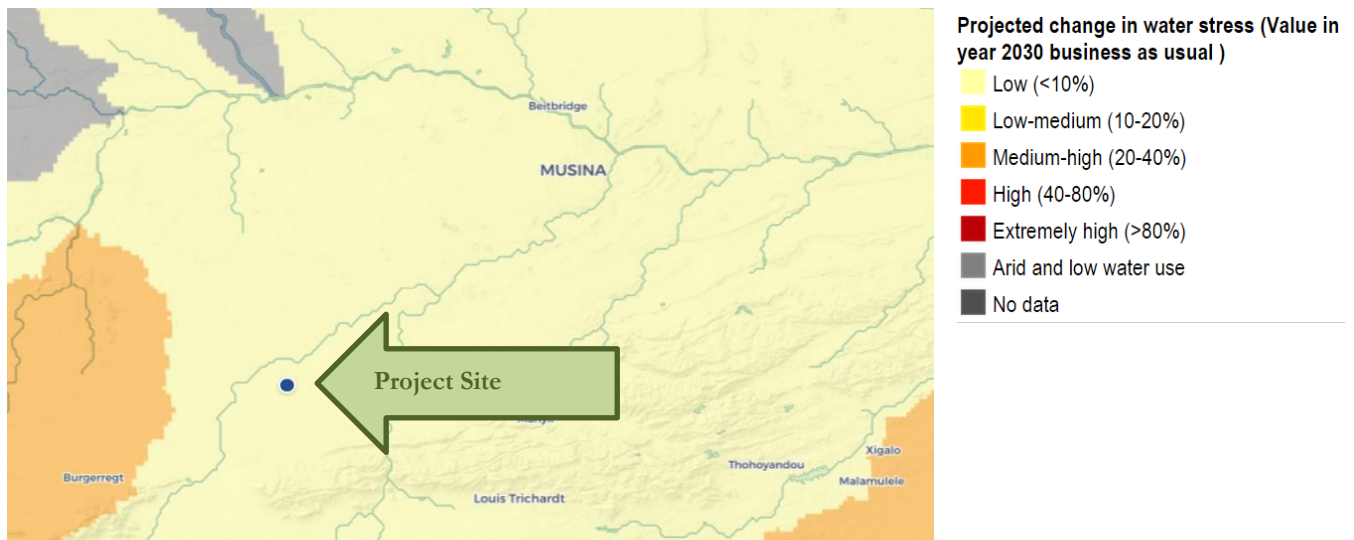 Beitbridge
MUSINA
Project Site
Burgerregt
Louis Trichardt
Thohoyandou
Xigalo
Malamulele
Projected change in water stress (Value in
year 2030 business as usual )
Low (<10%)
Low-medium (10-20%)
Medium-high (20-40%)
High (40-80%)
Extremely high (>80%)
Arid and low water use
No data